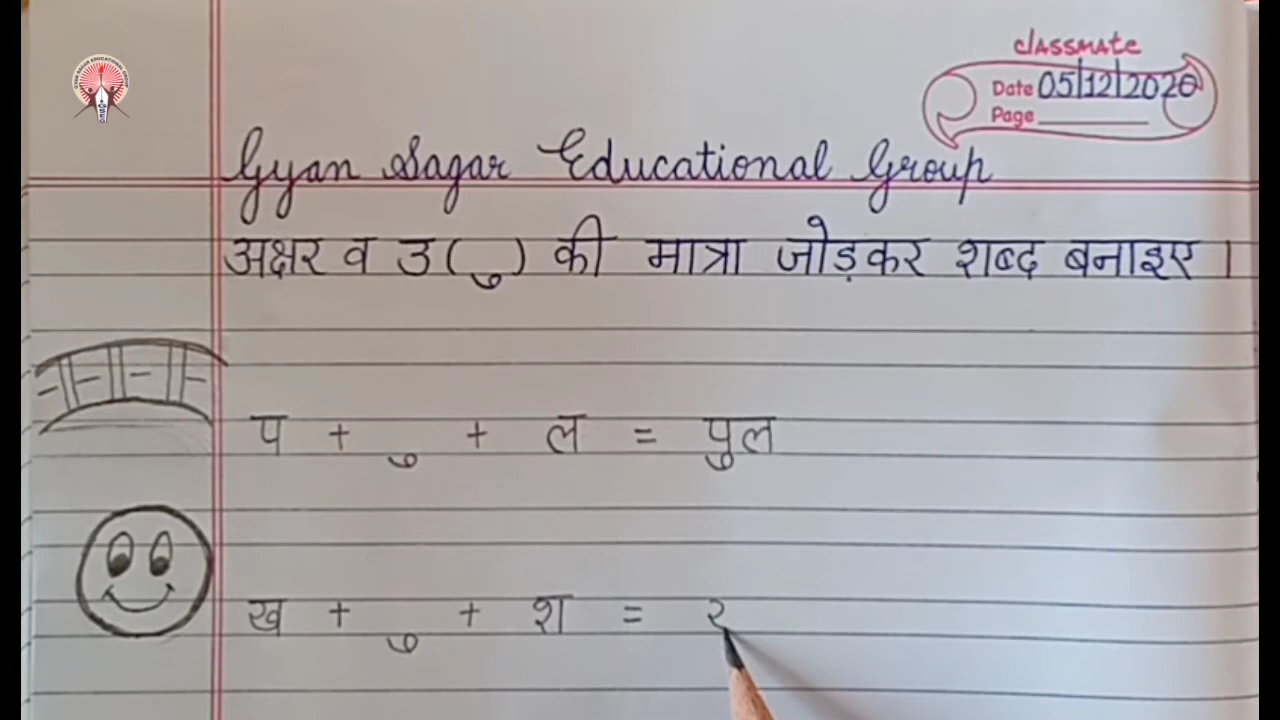 classmate
Date 05/12/2020
Page
Gyan Sagar Educational Group
अक्षर व उ ( ु ) की मात्रा जोड़कर शब्द बनाइए ।
प + ु + ल = पुल
ख + ु + श = र